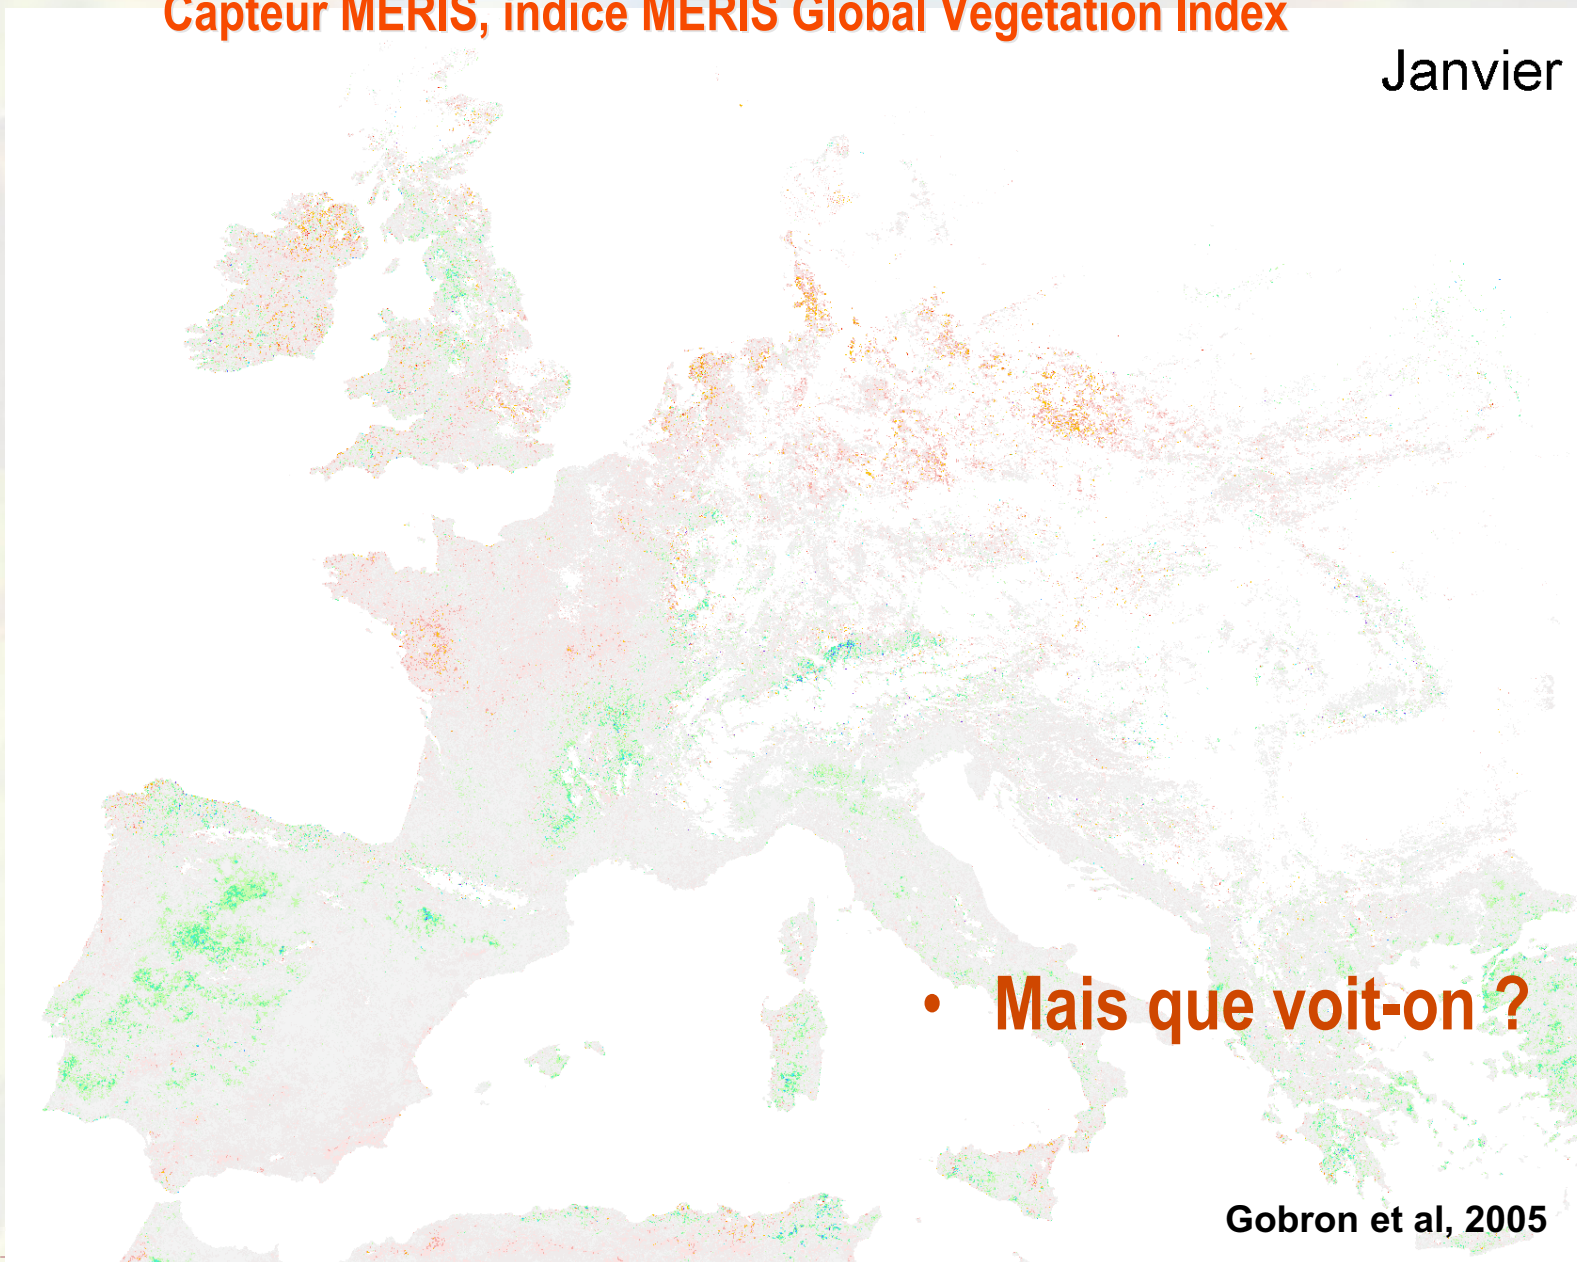 Capteur MERIS, indice MERIS Global Vegetation Index
Janvier
• Mais que voit-on ?
Gobron et al, 2005